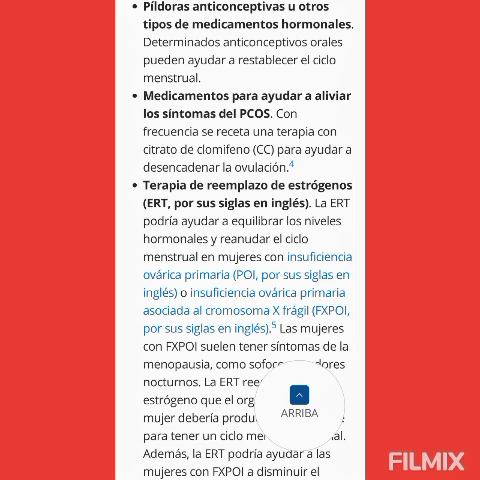 Píldoras anticonceptivas u otros
tipos de medicamentos hormonales.
Determinados anticonceptivos orales
pueden ayudar a restablecer el ciclo
menstrual.
Medicamentos para ayudar a aliviar
los síntomas del PCOS. Con
frecuencia se receta una terapia con
citrato de clomifeno (CC) para ayudar a
desencadenar la ovulación.4
Terapia de reemplazo de estrógenos
(ERT, por sus siglas en inglés). La ERT
podría ayudar a equilibrar los niveles
hormonales y reanudar el ciclo
menstrual en mujeres con insuficiencia
ovárica primaria (POI, por sus siglas en
inglés) o insuficiencia ovárica primaria
asociada al cromosoma X frágil (FXPOI,
por sus siglas en inglés).5 Las mujeres
con FXPOI suelen tener síntomas de la
menopausia, como
nocturnos. La ERT
estrógeno que el
mujer debería
para tener un ciclo
Además, la ERT podría ayudar a las
mujeres con FXPOI a disminuir el
ARRIBA
FILMIX